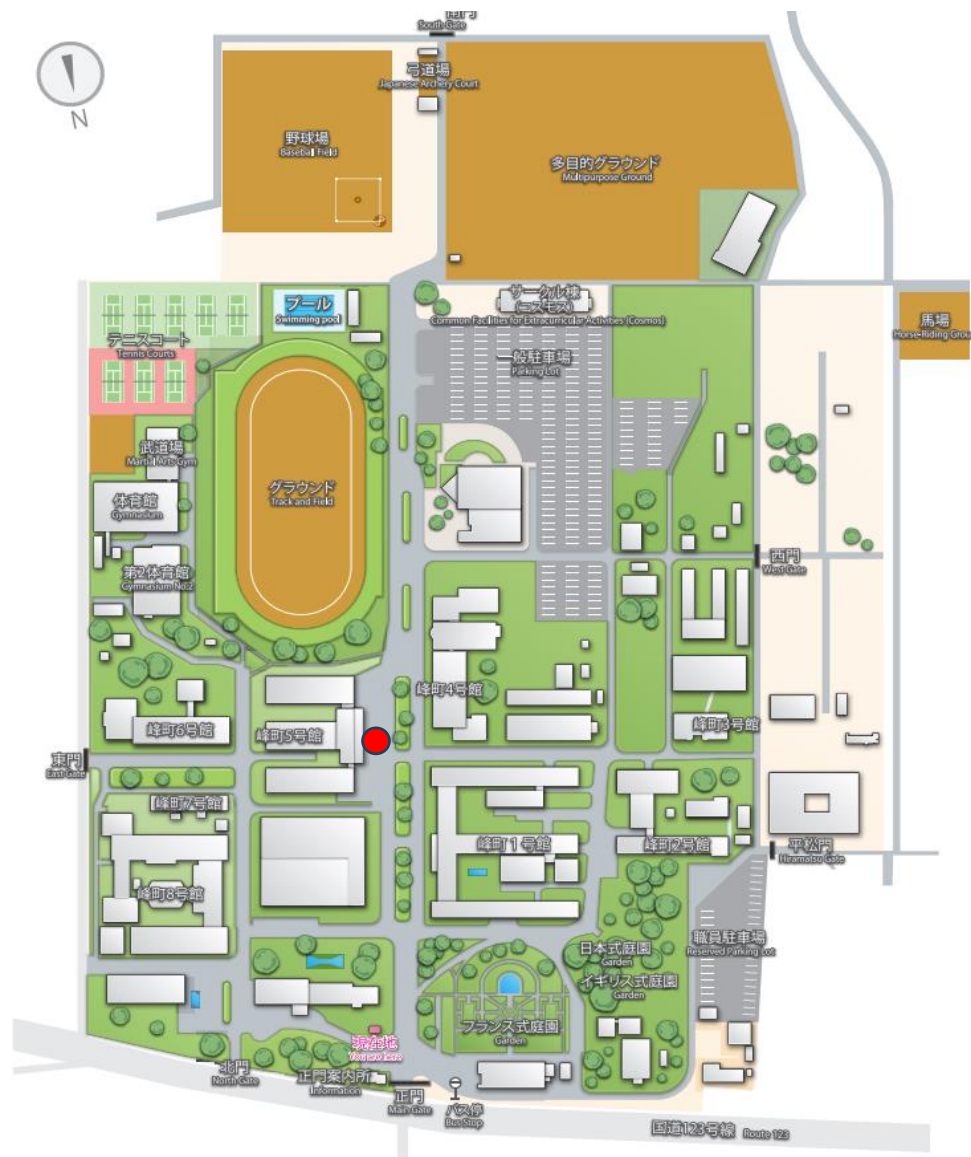 南門
South Gate
N
弓道場
Japanese Archery Court
野球場
Baseball Field
多目的グラウンド
Multipurpose Ground
プール
Swimming pool
サークル棟
(コスモス)
Common Facilities for Extracurricular Activities (Cosmos)
馬場
Horse-Riding Grou
テニスコート
Tennis Courts
一般駐車場
Parking Lot
武道場
Martial Arts Gym
グラウンド
Track and Field
体育館
Gymnasium
西門
West Gate
第2体育館
Gymnasium No.2
峰町4号館
峰町6号館
峰町5号館
峰町3号館
東門
East Gate
峰町7号館
峰町1号館
峰町2号館
平松門
Hiramatsu Gate
峰町8号館
職員駐車場
Reserved Parking Lot
日本式庭園
Garden
イギリス式庭園
Garden
フランス式庭園
Garden
現在地
You are here
北門
North Gate
正門案内所
Information
正門
Main Gate
バス停
Bus Stop
国道123号線 Route 123